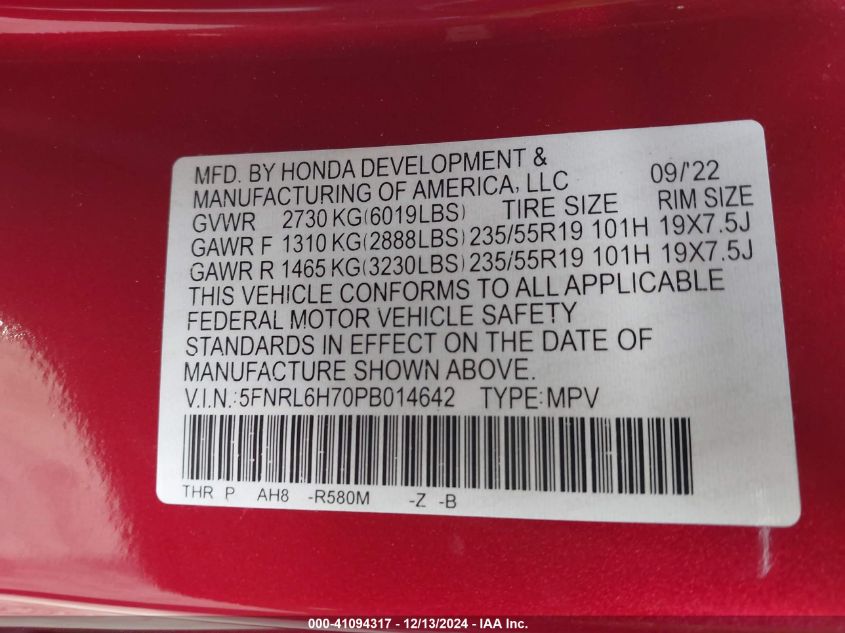 MFD. BY HONDA DEVELOPMENT &
MANUFACTURING OF AMERICA, LLC 09/'22
GVWR 2730 KG(6019LBS) TIRE SIZE RIM SIZE
GAWR F 1310 KG(2888LBS) 235/55R19 101H 19X7.5J
GAWR R 1465 KG(3230LBS) 235/55R19 101H 19X7.5J
THIS VEHICLE CONFORMS TO ALL APPLICABLE
FEDERAL MOTOR VEHICLE SAFETY
STANDARDS IN EFFECT ON THE DATE OF
MANUFACTURE SHOWN ABOVE.
V.I.N.:5FNRL6H70PB014642 TYPE:MPV
THR P AH8 -R580M -Z -B
000-41094317 - 12/13/2024 - IAA Inc.